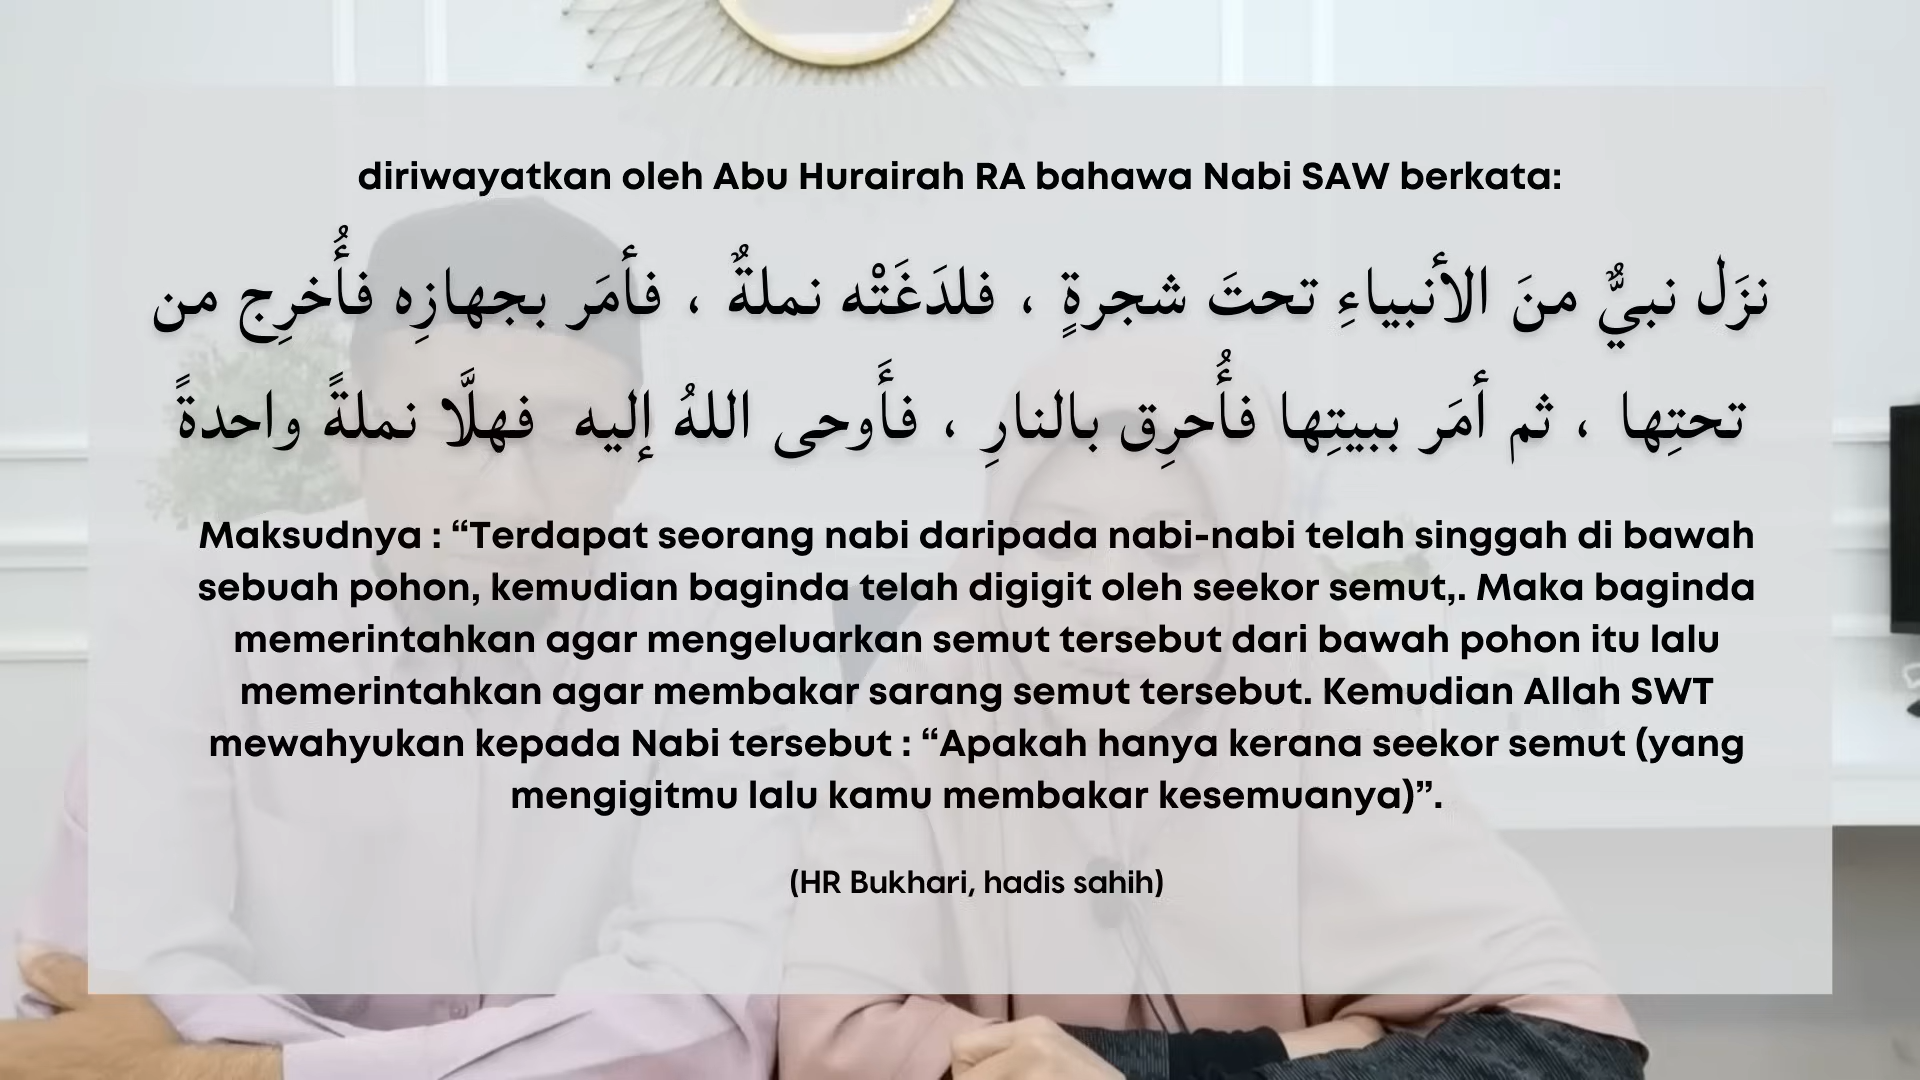 diriwayatkan oleh Abu Hurairah RA bahawa Nabi SAW berkata:
نزَل نبيٌّ منَ الأنبياءِ تحتَ شجرةٍ ، فلدَغَتْه نملةٌ ، فأمَر بجهازِه فأُخرِج من
تحتِها ، ثم أمَر ببيتِها فأُحرِق بالنارِ ، فأَوحى اللهُ إليه فهلَّا نملةً واحدةً
Maksudnya : “Terdapat seorang nabi daripada nabi-nabi telah singgah di bawah
sebuah pohon, kemudian baginda telah digigit oleh seekor semut,. Maka baginda
memerintahkan agar mengeluarkan semut tersebut dari bawah pohon itu lalu
memerintahkan agar membakar sarang semut tersebut. Kemudian Allah SWT
mewahyukan kepada Nabi tersebut : “Apakah hanya kerana seekor semut (yang
mengigitmu lalu kamu membakar kesemuanya)”.
(HR Bukhari, hadis sahih)